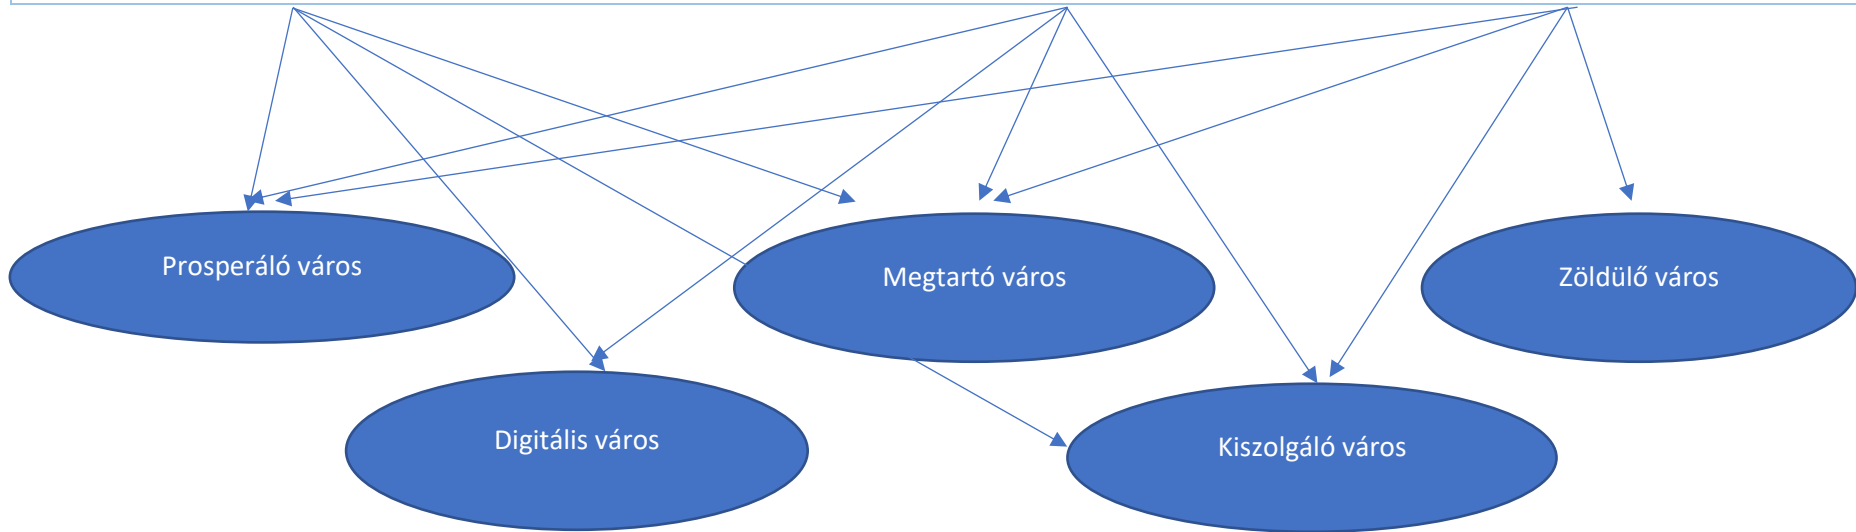 Prosperáló város
Megtartó város
Zöldülő város
Digitális város
Kiszolgáló város